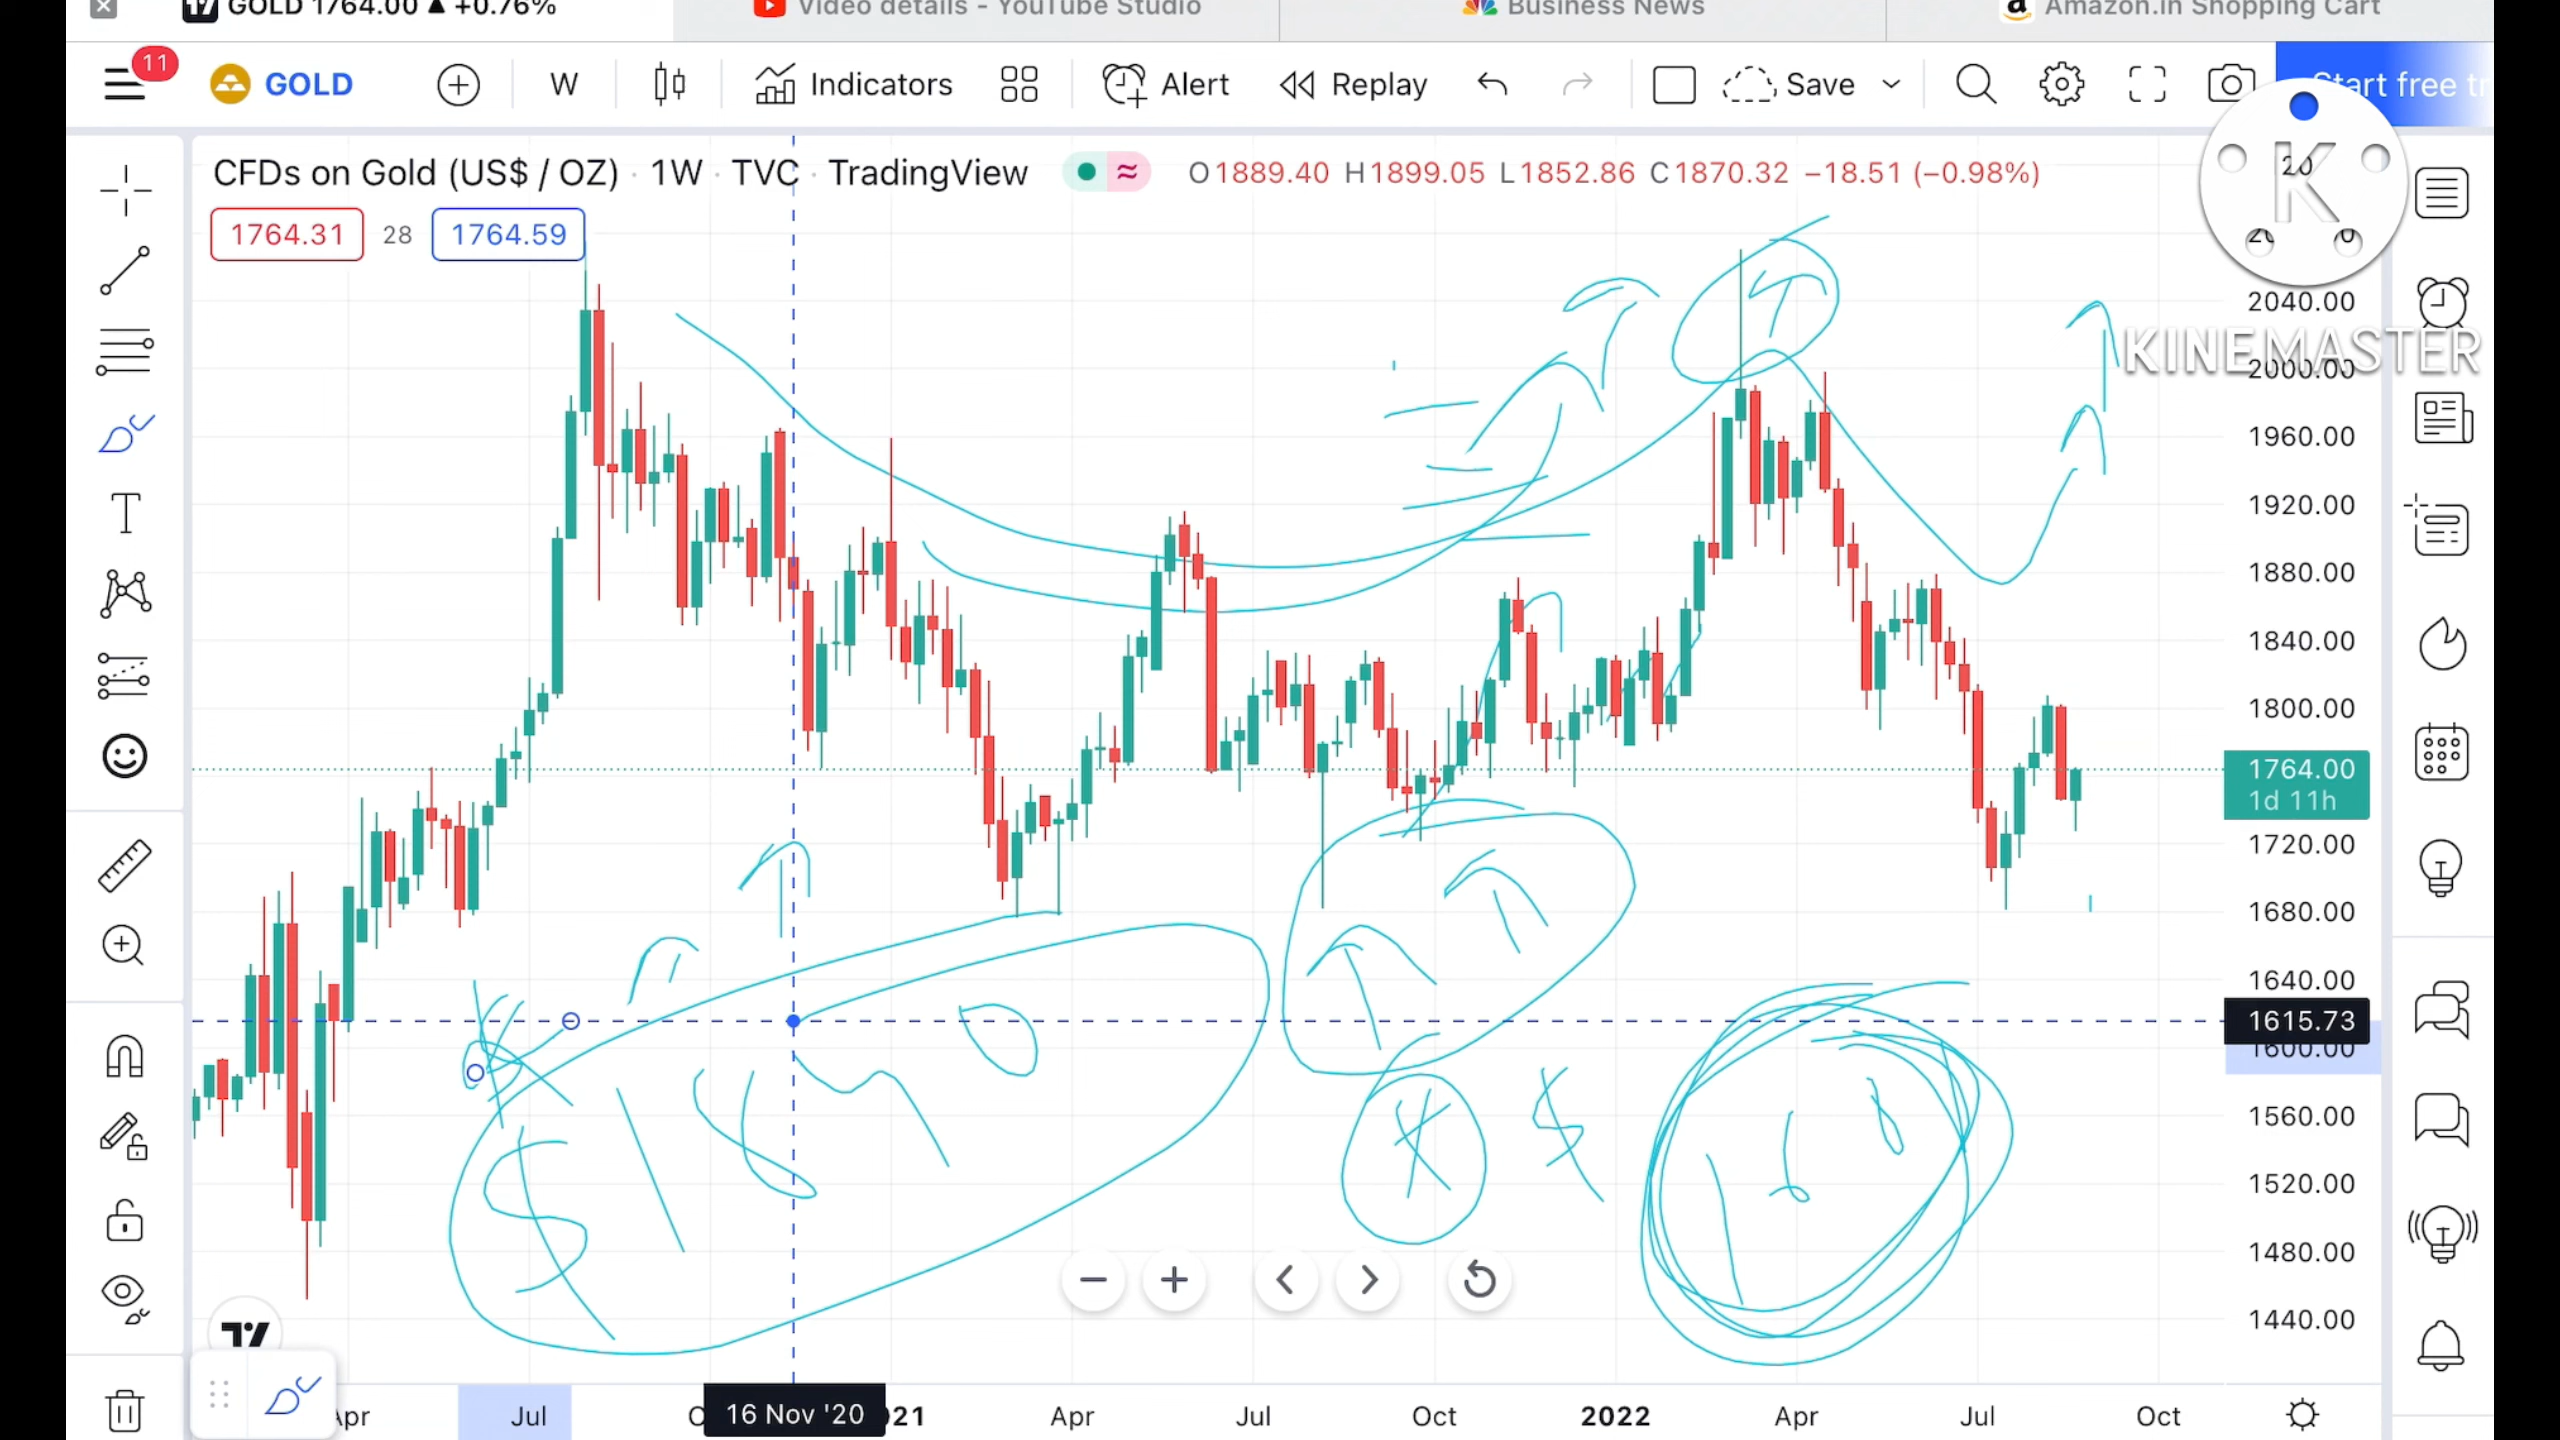 GOLD 1764.00 ▲ +0.76%
Video details - YouTube Studio
Business News
a Amazon.in Shopping Cart
11
GOLD
W
Indicators
Alert
Replay
Save
Start free tr
CFDs on Gold (US$ / OZ) · 1W · TVC · TradingView
O1889.40 H1899.05 L1852.86 C1870.32 −18.51 (−0.98%)
1764.31 28 1764.59
K
KINEMASTER
2040.00
2000.00
1960.00
1920.00
1880.00
1840.00
1800.00
1764.00
1d 11h
1720.00
1680.00
1640.00
1615.73
1600.00
1560.00
1520.00
1480.00
1440.00
T
$
Apr
Jul
16 Nov '20
Apr
Jul
Oct
2022
Apr
Jul
Oct